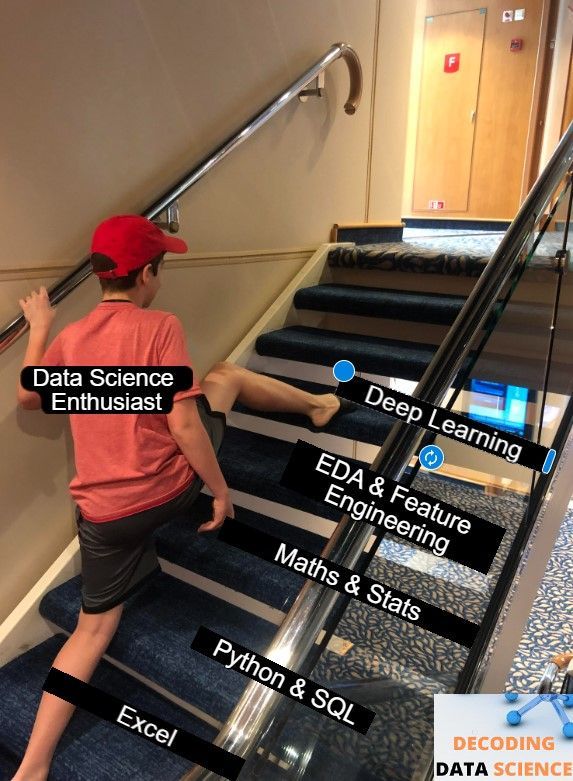 F
Data Science
Enthusiast
Deep Learning
EDA & Feature
Engineering
Maths & Stats
Python & SQL
Excel
DECODING
DATA SCIENCE